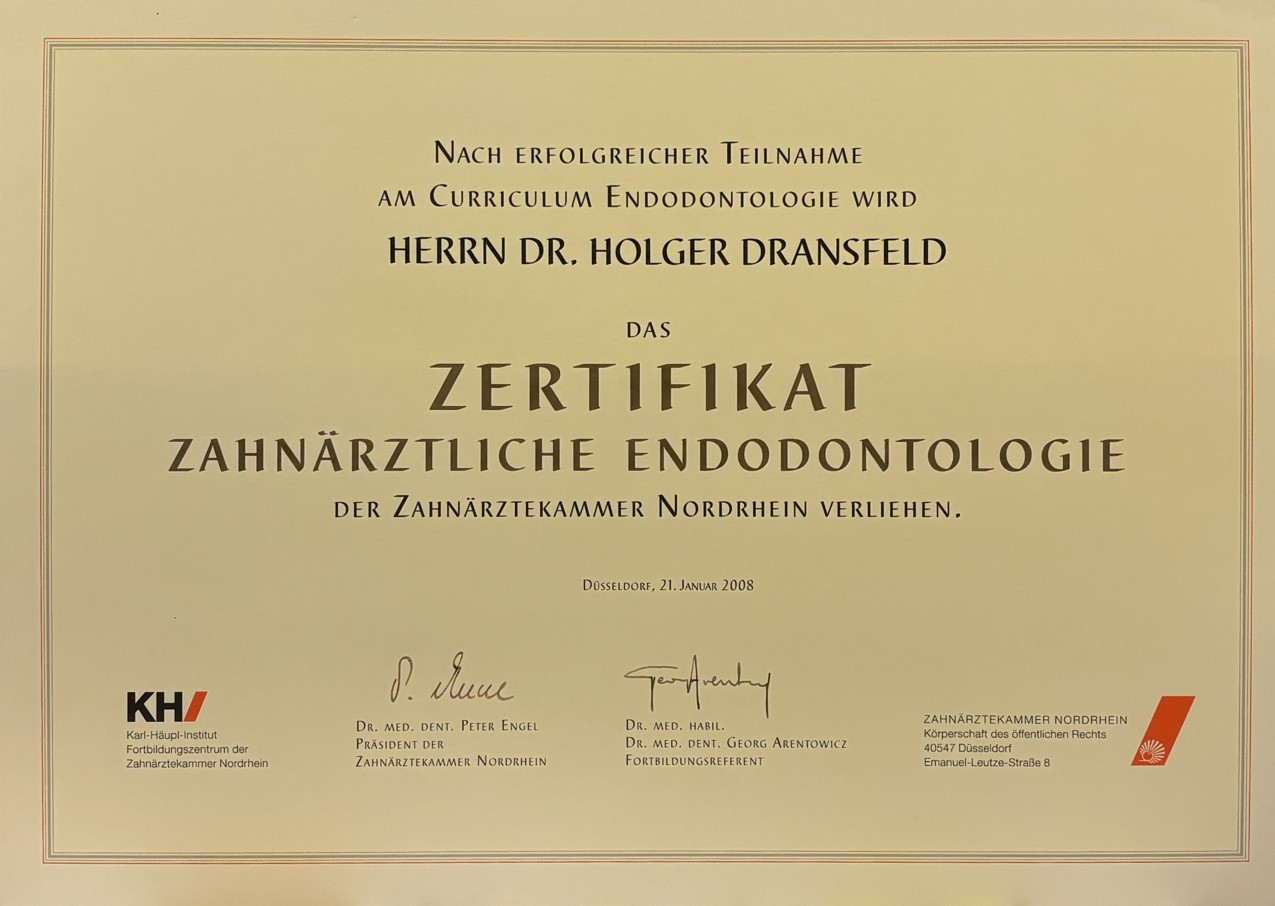 Nach erfolgreicher Teilnahme
am Curriculum Endodontologie wird
HERRN DR. HOLGER DRANSFELD
das
ZERTIFIKAT
ZAHNÄRZTLICHE ENDODONTOLOGIE
der Zahnärztekammer Nordrhein verliehen.
Düsseldorf, 21. Januar 2008
KH/
Karl-Häupl-Institut
Fortbildungszentrum der
Zahnärztekammer Nordrhein
Dr. med. dent. Peter Engel
Präsident der
Zahnärztekammer Nordrhein
Dr. med. habil.
Dr. med. dent. Georg Arentowicz
Fortbildungsreferent
ZAHNÄRZTEKAMMER NORDRHEIN
Körperschaft des öffentlichen Rechts
40547 Düsseldorf
Emanuel-Leutze-Straße 8